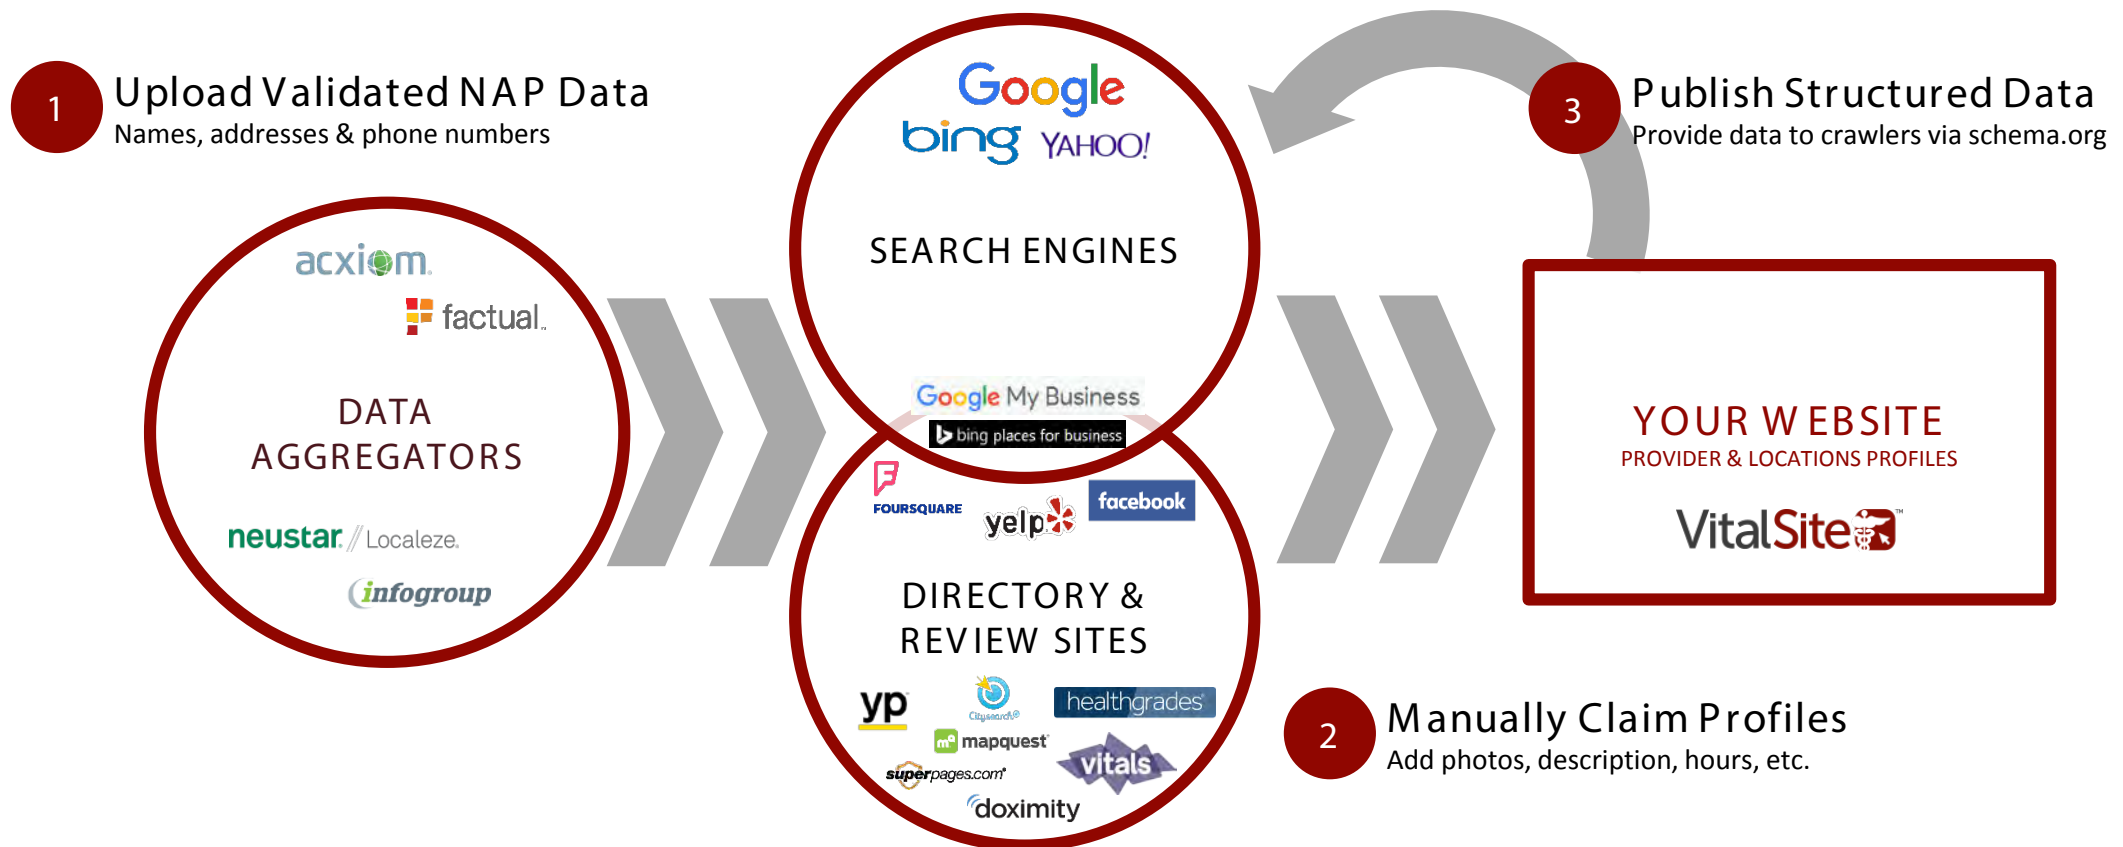 1
Upload Validated NAP Data
Names, addresses & phone numbers
acxiom.
factual.
DATA
AGGREGATORS
neustar. // Localeze.
infogroup
Google
bing YAHOO!
SEARCH ENGINES
Google My Business
bing places for business
FOURSQUARE
yelp
facebook
DIRECTORY &
REVIEW SITES
yp
Citysearch®
healthgrades
mapquest
superpages.com®
vitals
doximity
3
Publish Structured Data
Provide data to crawlers via schema.org
YOUR WEBSITE
PROVIDER & LOCATIONS PROFILES
VitalSite™
2
Manually Claim Profiles
Add photos, description, hours, etc.